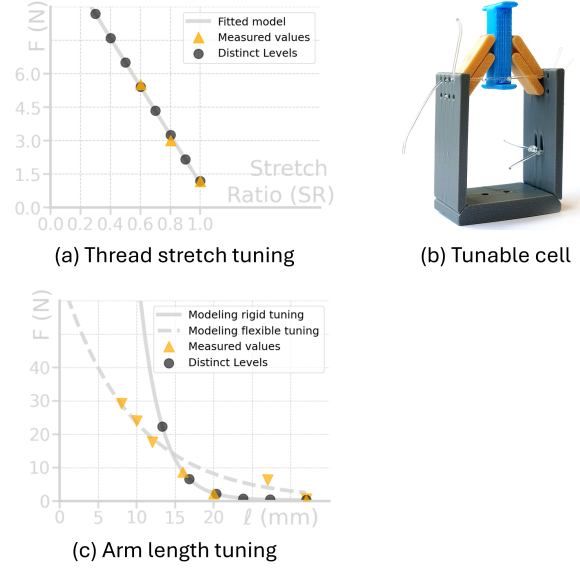 F (N)
Fitted model
Measured values
Distinct Levels
6.0
4.5
3.0
1.5
0.0
Stretch
Ratio (SR)
0.0 0.2 0.4 0.6 0.8 1.0
(a) Thread stretch tuning
(b) Tunable cell
F (N)
Modeling rigid tuning
Modeling flexible tuning
Measured values
Distinct Levels
40
30
20
10
0
0 5 10 15 20 ℓ (mm)
(c) Arm length tuning